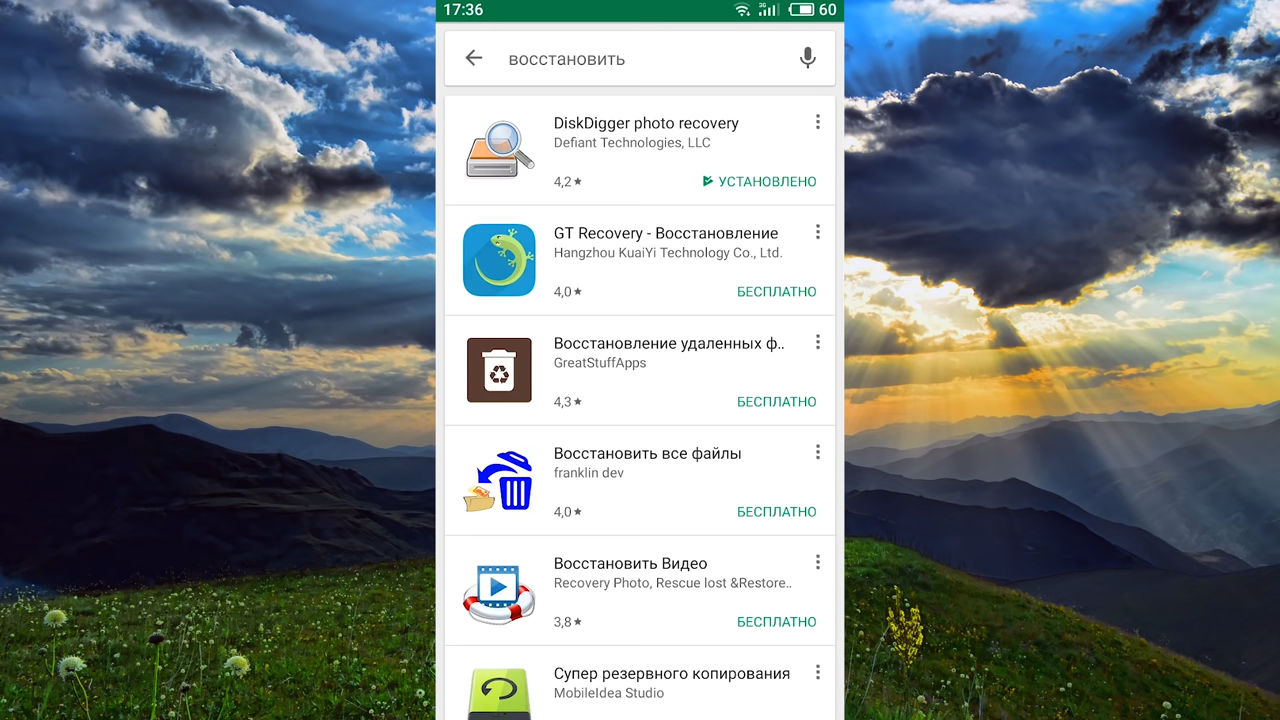 17:36 3G 60
восстановить
DiskDigger photo recovery
Defiant Technologies, LLC
4,2★ УСТАНОВЛЕНО
GT Recovery - Восстановление
Hangzhou KuaiYi Technology Co., Ltd.
4,0★ БЕСПЛАТНО
Восстановление удаленных ф..
GreatStuffApps
4,3★ БЕСПЛАТНО
Восстановить все файлы
franklin dev
4,0★ БЕСПЛАТНО
Восстановить Видео
Recovery Photo, Rescue lost &Restore..
3,8★ БЕСПЛАТНО
Супер резервного копирования
MobileIdea Studio